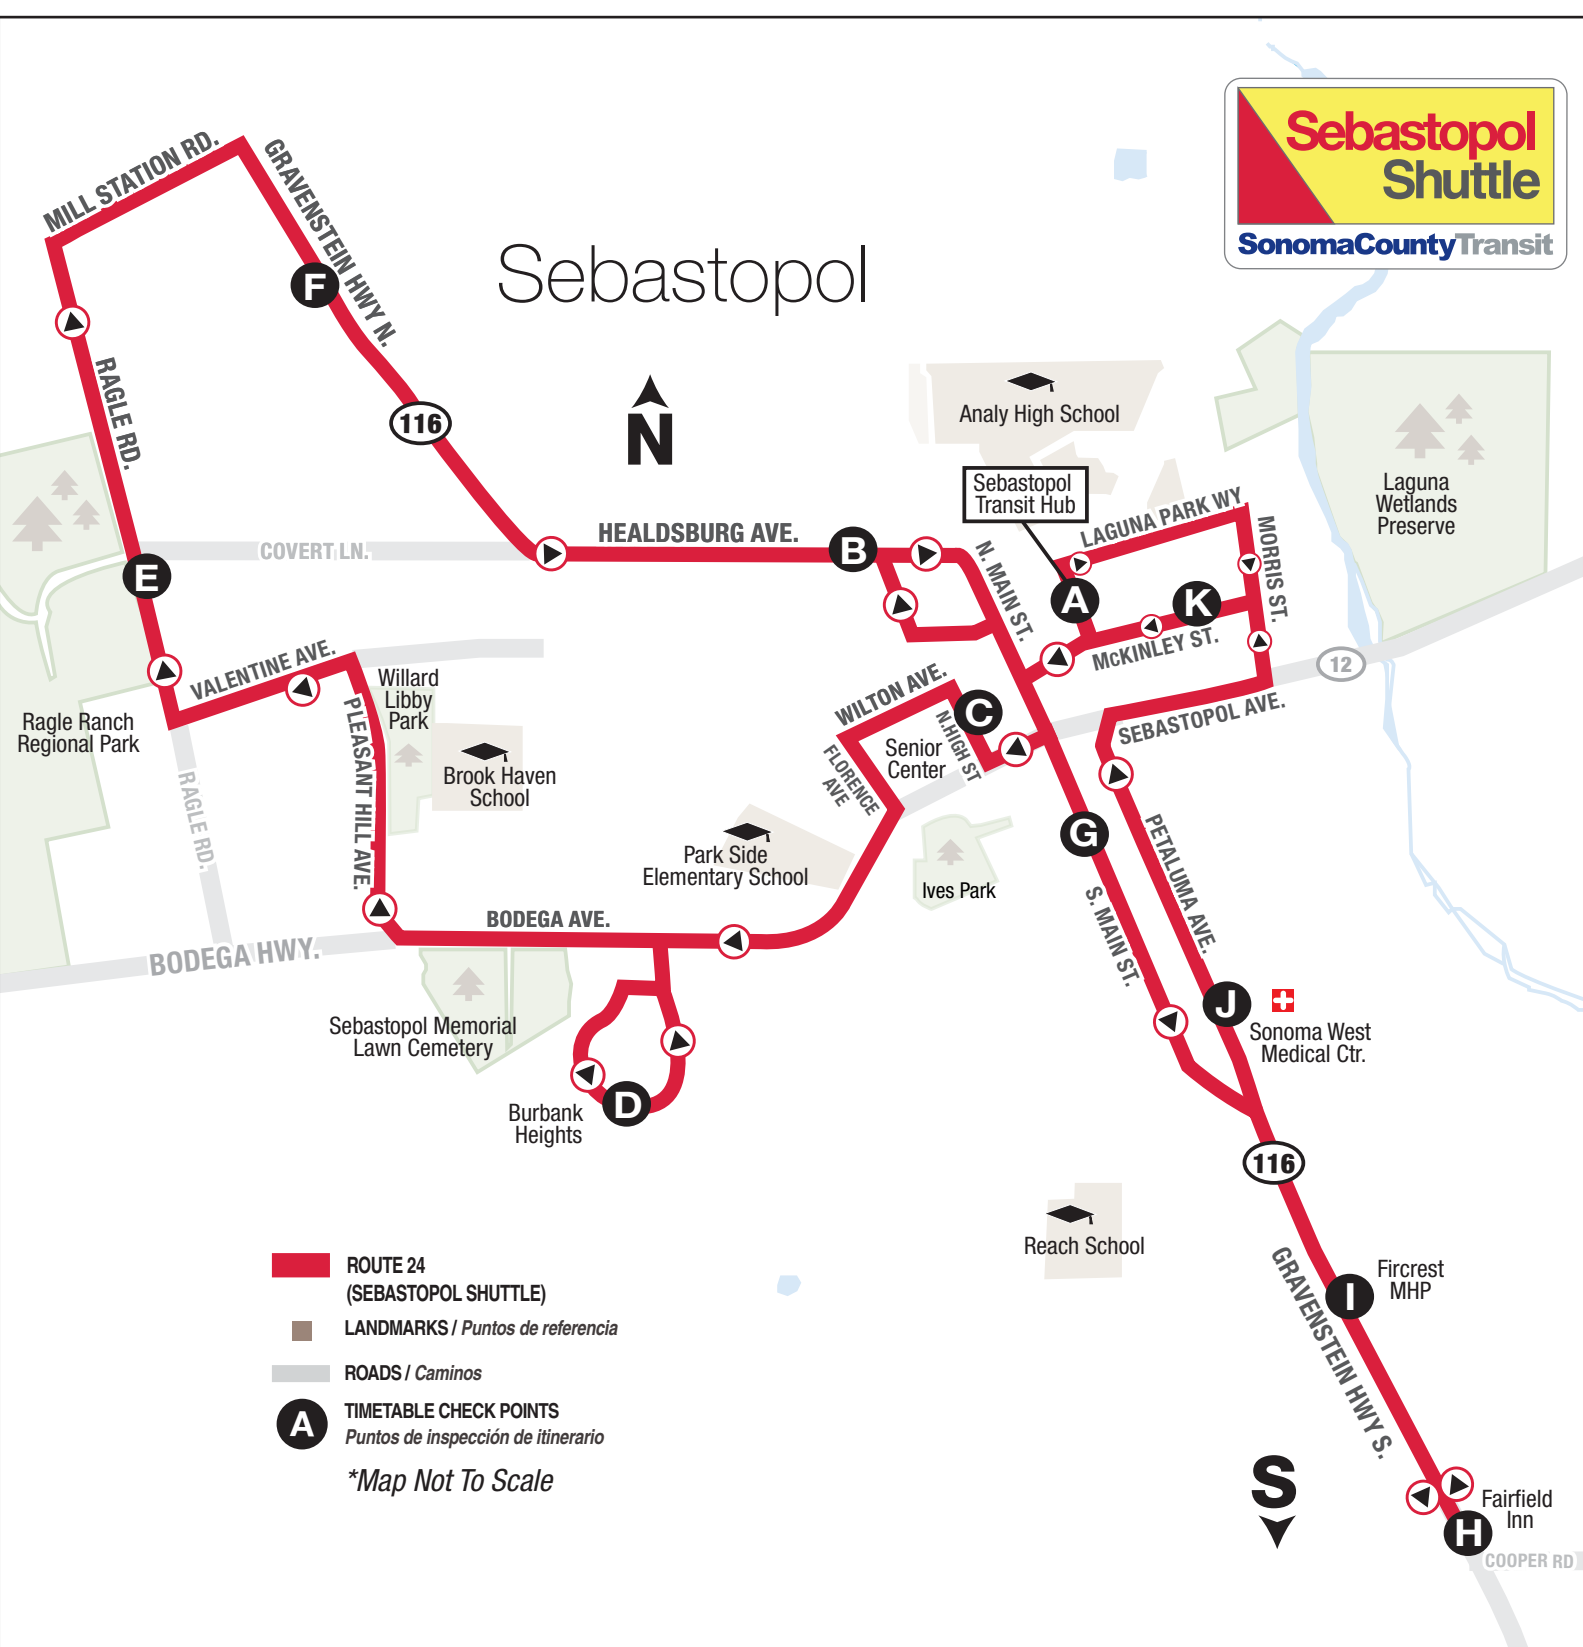 Sebastopol
Shuttle
SonomaCountyTransit
MILL STATION RD.
GRAVENSTEIN HWY N.
F
Sebastopol
RAGLE RD.
116
N
Analy High School
Sebastopol
Transit Hub
LAGUNA PARK WY
MORRIS ST.
Laguna
Wetlands
Preserve
COVERT LN.
HEALDSBURG AVE.
B
N. MAIN ST.
E
A
K
McKINLEY ST.
12
VALENTINE AVE.
Willard
Libby
Park
PLEASANT HILL AVE.
Ragle Ranch
Regional Park
RAGLE RD.
Brook Haven
School
WILTON AVE.
C
N.HIGH ST
Senior
Center
FLORENCE
AVE
SEBASTOPOL AVE.
G
PETALUMA AVE.
Park Side
Elementary School
Ives Park
S. MAIN ST.
BODEGA AVE.
BODEGA HWY.
J
Sonoma West
Medical Ctr.
Sebastopol Memorial
Lawn Cemetery
D
Burbank
Heights
116
Reach School
GRAVENSTEIN HWY S.
I
Fircrest
MHP
ROUTE 24
(SEBASTOPOL SHUTTLE)
LANDMARKS / Puntos de referencia
ROADS / Caminos
A
TIMETABLE CHECK POINTS
Puntos de inspección de itinerario
*Map Not To Scale
S
Fairfield
Inn
H
COOPER RD